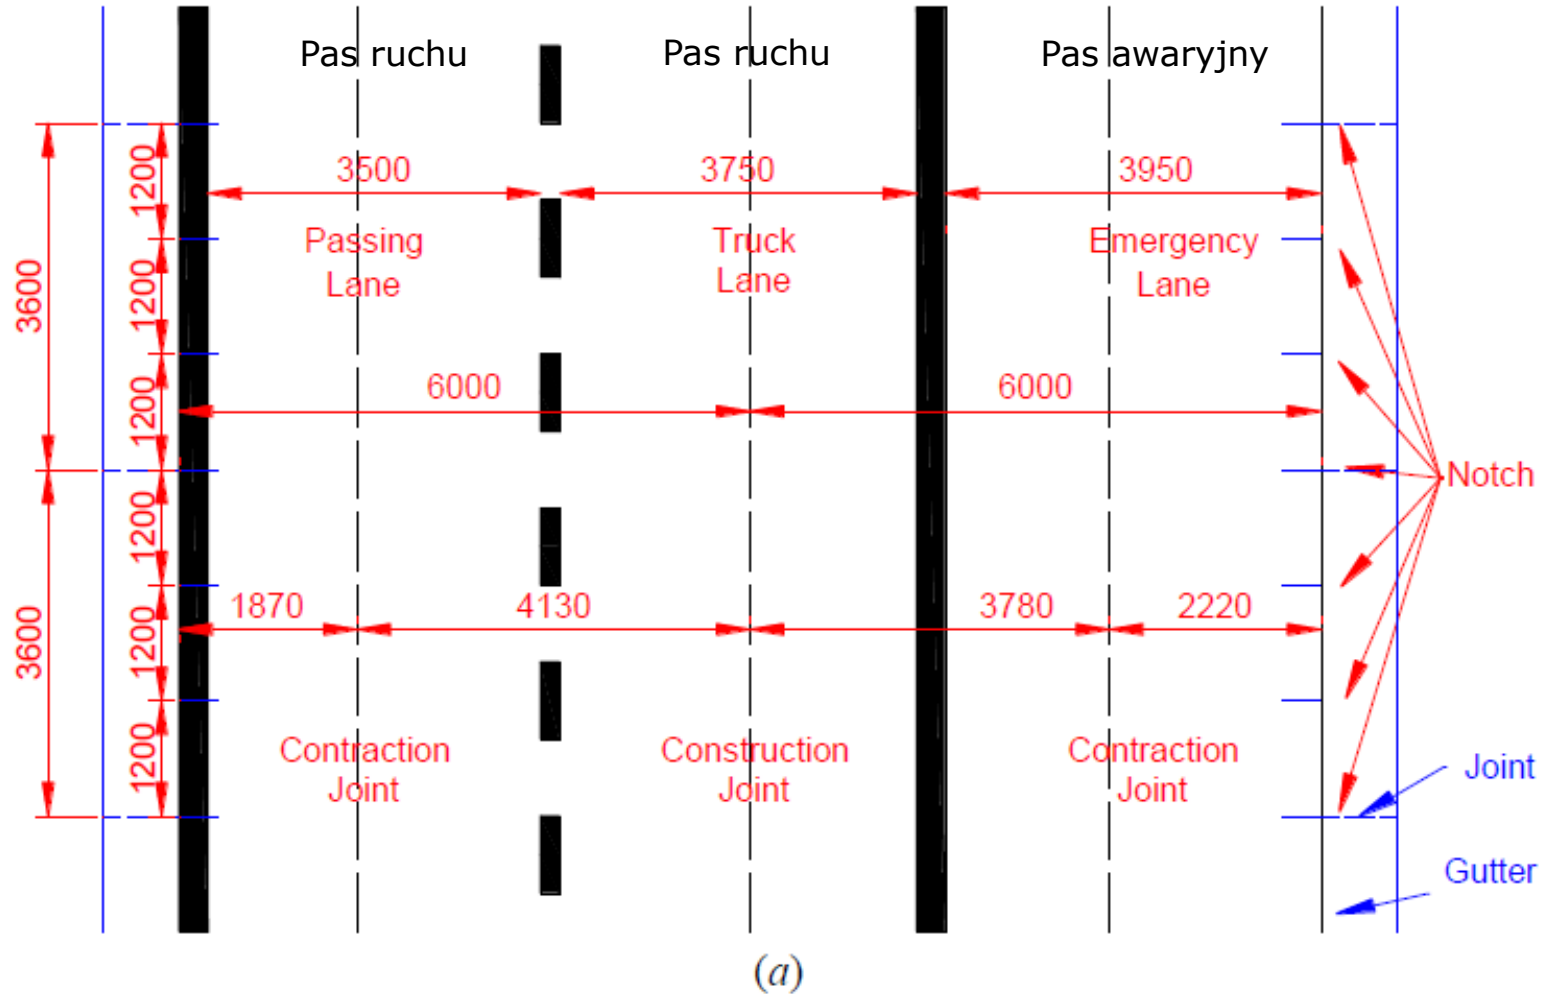 Pas ruchu
Pas ruchu
Pas awaryjny
3500
3750
3950
Passing
Lane
Truck
Lane
Emergency
Lane
3600
3600
1200
1200
1200
1200
1200
1200
6000
6000
Notch
1870
4130
3780
2220
Contraction
Joint
Construction
Joint
Contraction
Joint
Joint
Gutter
(a)